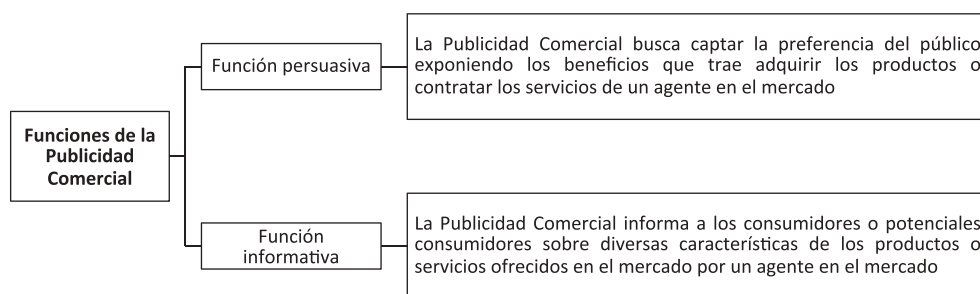 Funciones de la
Publicidad
Comercial
Función persuasiva
La Publicidad Comercial busca captar la preferencia del público
exponiendo los beneficios que trae adquirir los productos o
contratar los servicios de un agente en el mercado
Función
informativa
La Publicidad Comercial informa a los consumidores o potenciales
consumidores sobre diversas características de los productos o
servicios ofrecidos en el mercado por un agente en el mercado